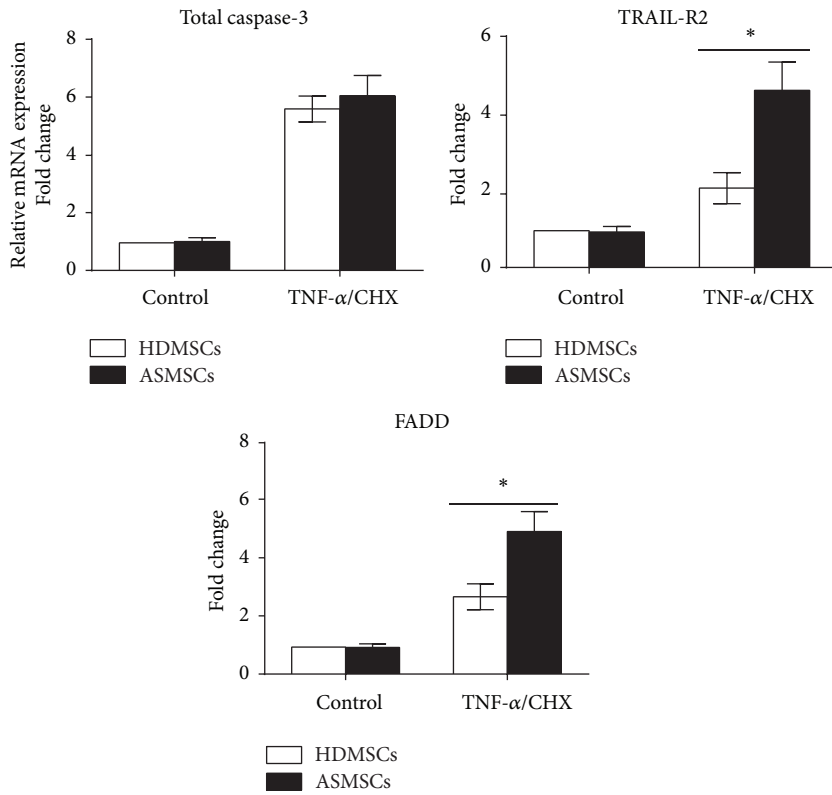 Total caspase-3
Relative mRNA expression
Fold change
8
6
4
2
0
Control
TNF-α/CHX
HDMSCs
ASMSCs
TRAIL-R2
Fold change
6
4
2
0
*
Control
TNF-α/CHX
HDMSCs
ASMSCs
FADD
Fold change
8
6
4
2
0
*
Control
TNF-α/CHX
HDMSCs
ASMSCs